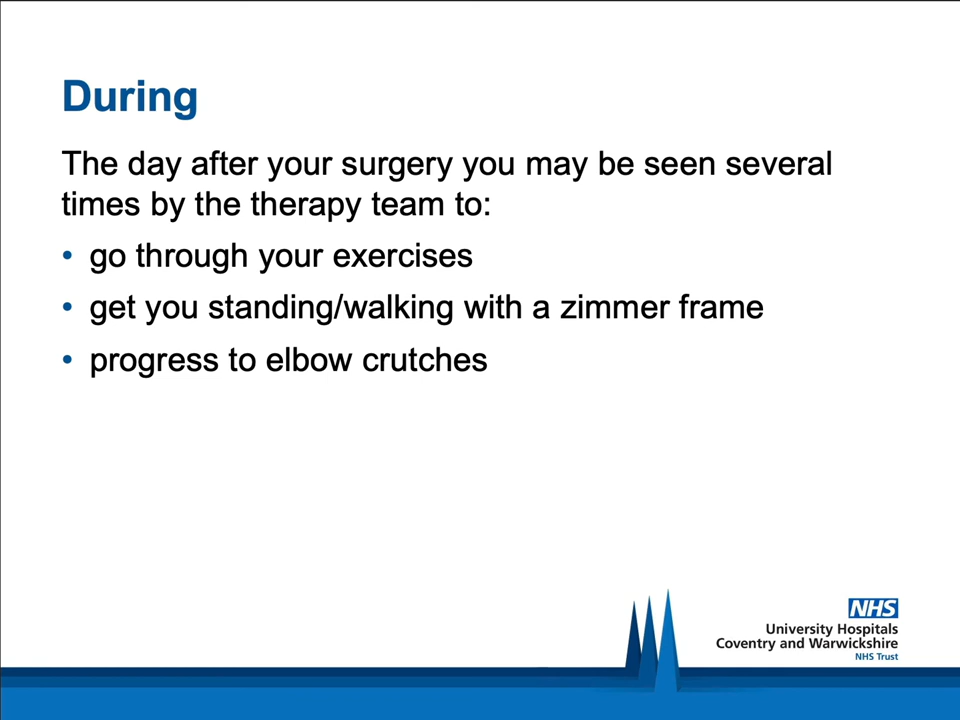 During
The day after your surgery you may be seen several
times by the therapy team to:
• go through your exercises
• get you standing/walking with a zimmer frame
• progress to elbow crutches
NHS
University Hospitals
Coventry and Warwickshire
NHS Trust